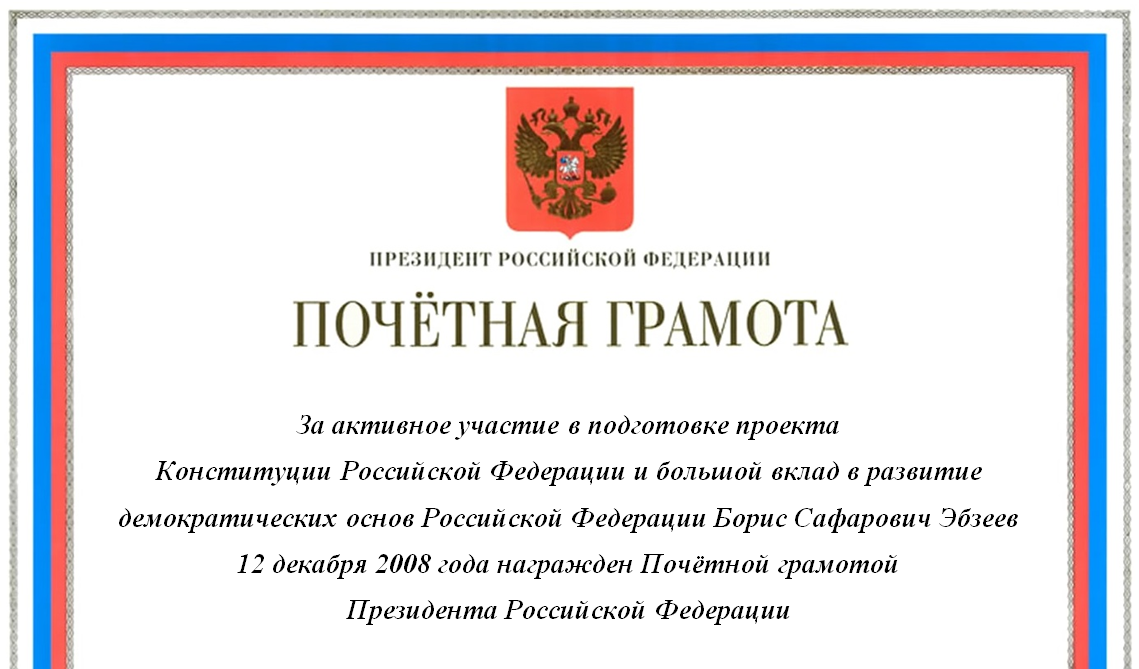 ПРЕЗИДЕНТ РОССИЙСКОЙ ФЕДЕРАЦИИ
ПОЧЁТНАЯ ГРАМОТА
За активное участие в подготовке проекта
Конституции Российской Федерации и большой вклад в развитие
демократических основ Российской Федерации Борис Сафарович Эбзеев
12 декабря 2008 года награжден Почётной грамотой
Президента Российской Федерации